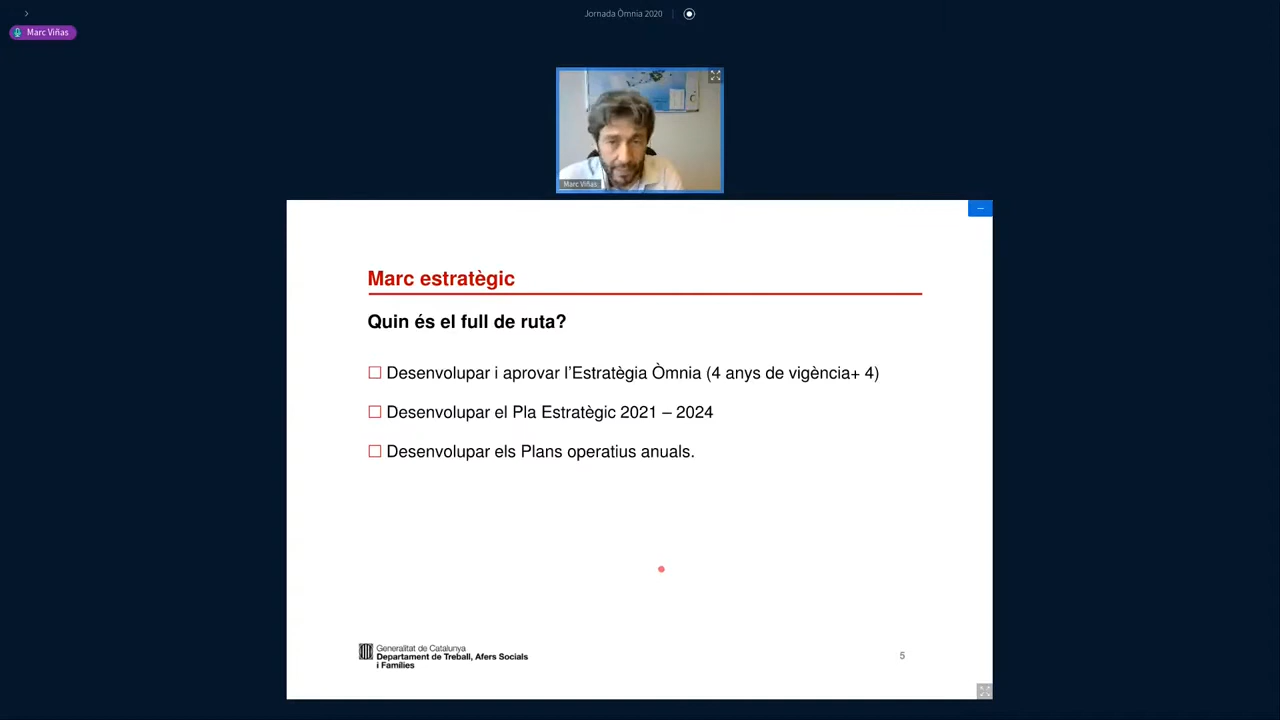 Jornada Òmnia 2020
Marc Viñas
Marc Viñas
Marc estratègic
Quin és el full de ruta?
Desenvolupar i aprovar l’Estratègia Òmnia (4 anys de vigència+ 4)
Desenvolupar el Pla Estratègic 2021 – 2024
Desenvolupar els Plans operatius anuals.
Generalitat de Catalunya
Departament de Treball, Afers Socials
i Famílies
5